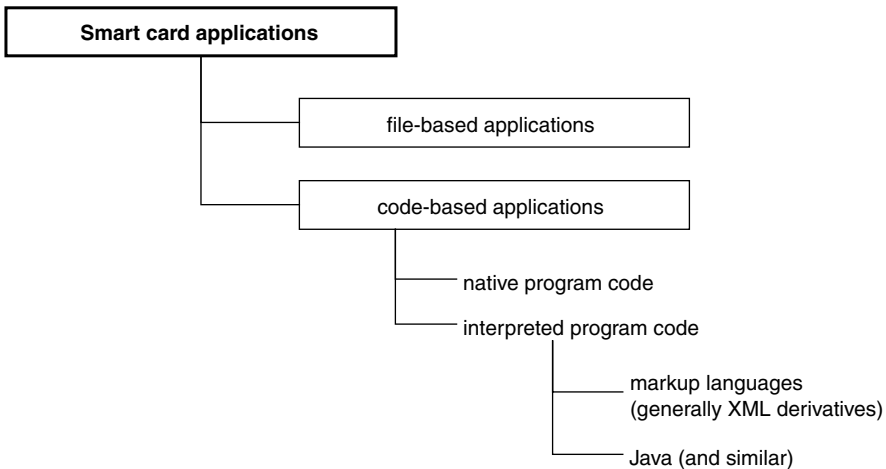 Smart card applications
file-based applications
code-based applications
native program code
interpreted program code
markup languages
(generally XML derivatives)
Java (and similar)